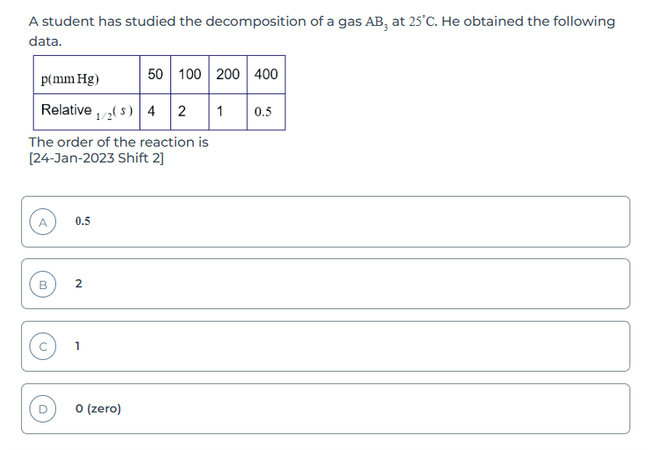 A student has studied the decomposition of a gas AB₃ at 25°C. He obtained the following
data.
p(mm Hg) 50 100 200 400
Relative ₁/₂( s ) 4 2 1 0.5
The order of the reaction is
[24-Jan-2023 Shift 2]
A 0.5
B 2
C 1
D 0 (zero)